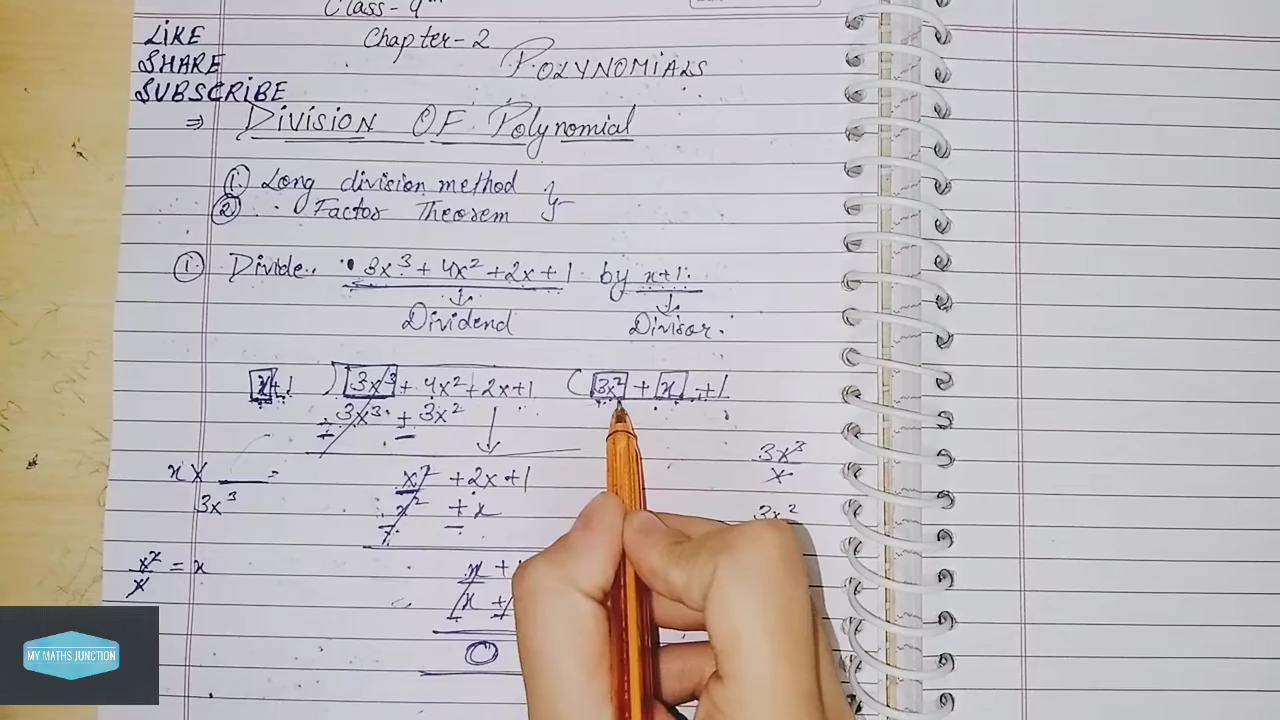 Class-9th
LIKE
SHARE
SUBSCRIBE
Chapter-2
POLYNOMIALS
⇒ DIVISION OF Polynomial
① Long division method
② Factor Theorem
① Divide 3x³ + 4x² + 2x + 1 by x+1.
Dividend
Divisor.
x+1 ) 3x³ + 4x² + 2x + 1 ( 3x² + x + 1
3x³ + 3x²
x² + 2x + 1
x² + x
x +
x +
0
x × ___ =
3x³
x²/x = x
3x³/x
3x²
MY MATHS JUNCTION